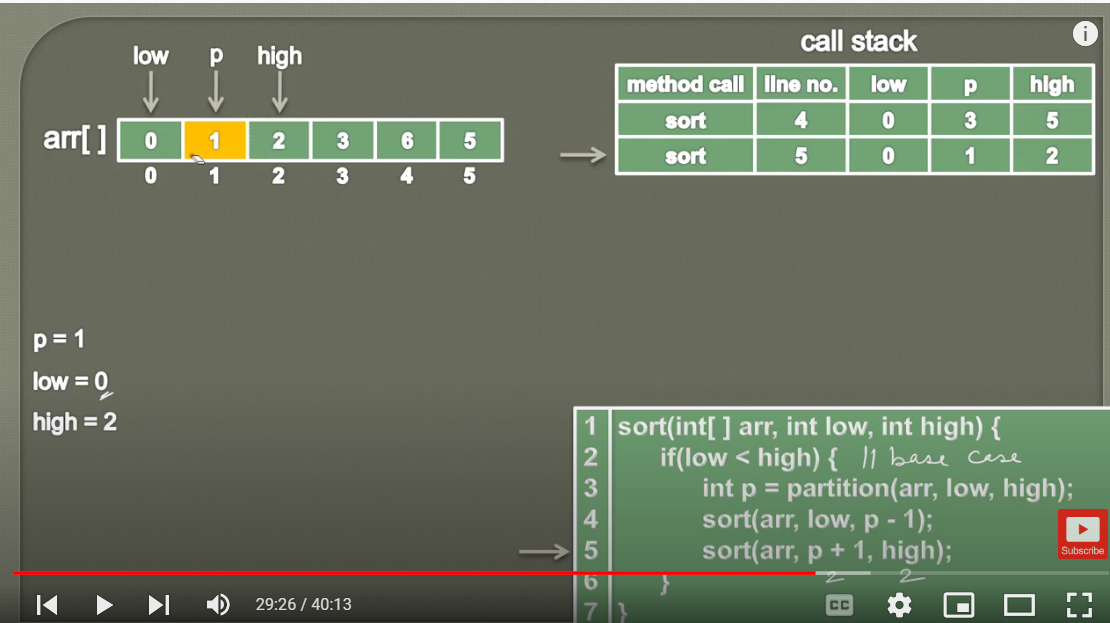 call stack
low p high
method call line no. low p high
sort 4 0 3 5
sort 5 0 1 2
arr[ ] 0 1 2 3 6 5
0 1 2 3 4 5
p = 1
low = 0
high = 2
1 sort(int[ ] arr, int low, int high) {
2 if(low < high) { // base case
3 int p = partition(arr, low, high);
4 sort(arr, low, p - 1);
5 sort(arr, p + 1, high);
2 2
6 }
7 }
Subscribe
29:26 / 40:13
CC
i